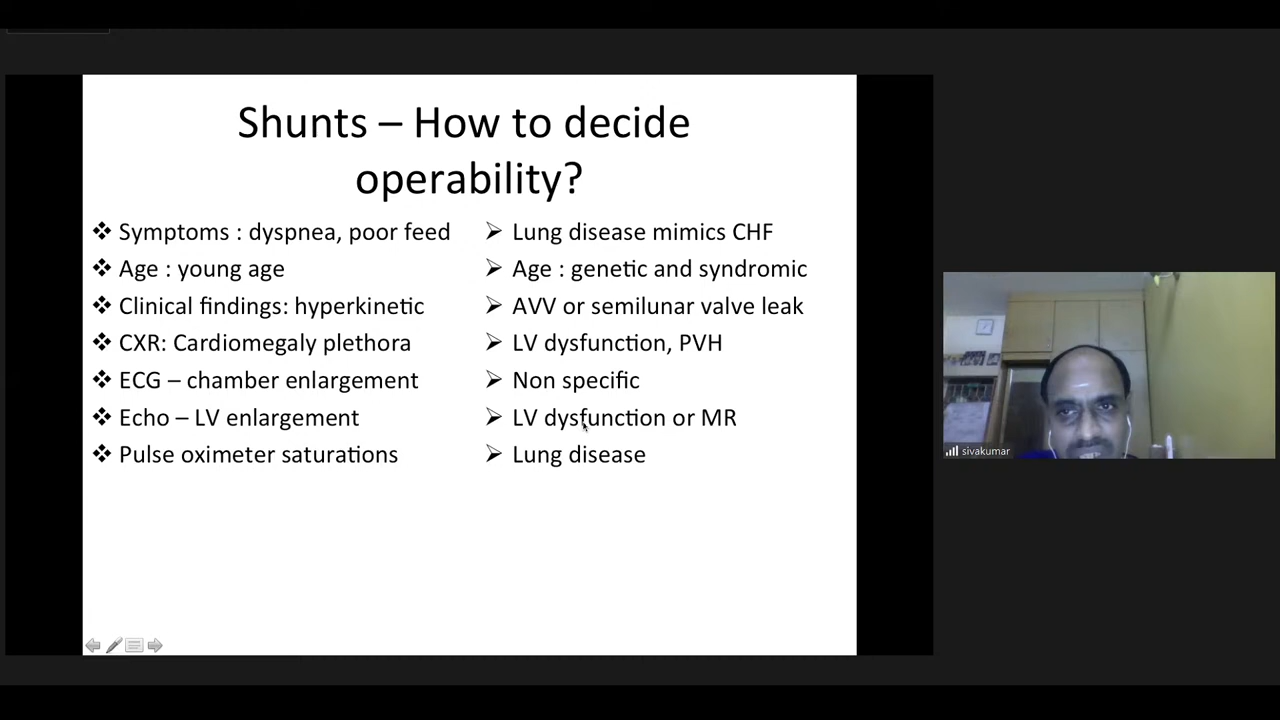 Shunts – How to decide
operability?
❖ Symptoms : dyspnea, poor feed
❖ Age : young age
❖ Clinical findings: hyperkinetic
❖ CXR: Cardiomegaly plethora
❖ ECG – chamber enlargement
❖ Echo – LV enlargement
❖ Pulse oximeter saturations
➢ Lung disease mimics CHF
➢ Age : genetic and syndromic
➢ AVV or semilunar valve leak
➢ LV dysfunction, PVH
➢ Non specific
➢ LV dysfunction or MR
➢ Lung disease
sivakumar